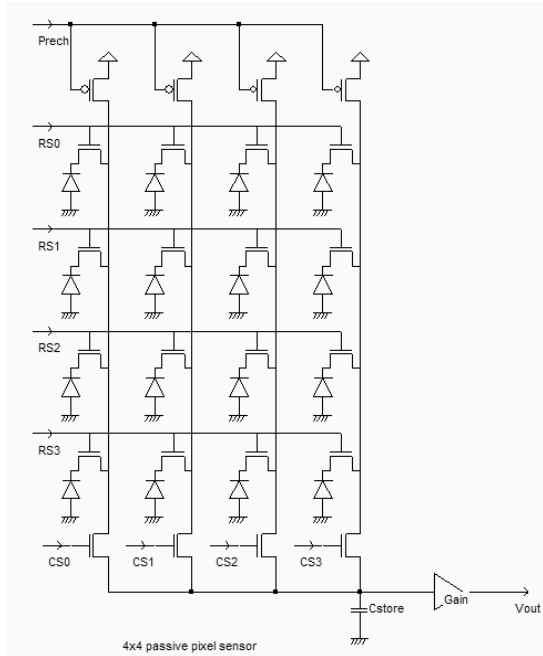 Prech
RS0
RS1
RS2
RS3
CS0 CS1 CS2 CS3
Gain
Vout
Cstore
4x4 passive pixel sensor